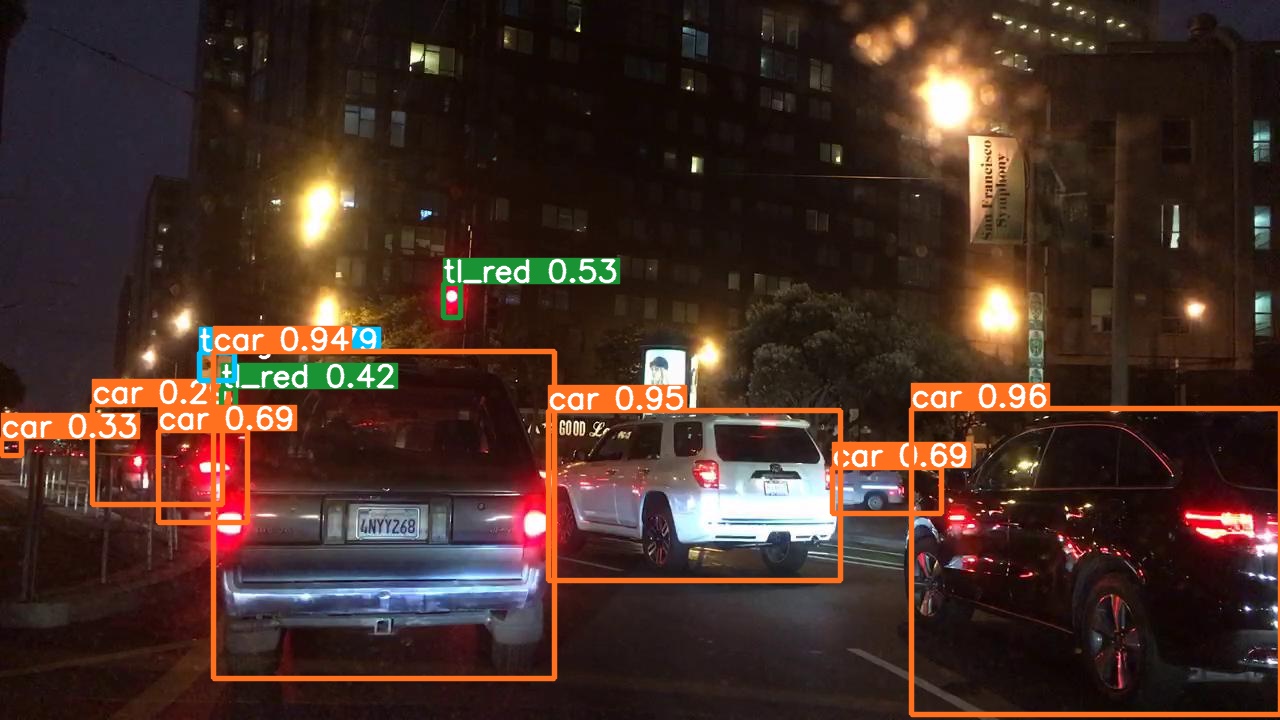 San Francisco
Symphony
tl_red 0.53
car 0.94
tl_red 0.42
car 0.2
car 0.95
car 0.96
car 0.33
car 0.69
GOOD
car 0.69
4NYY268